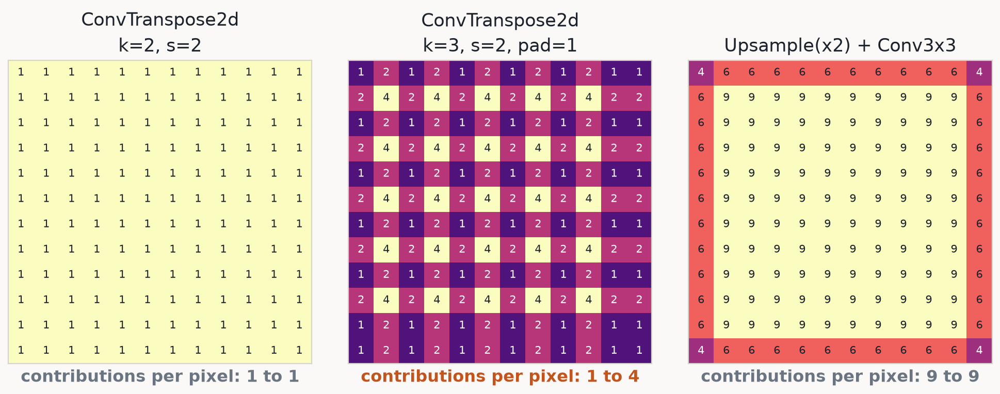 ConvTranspose2d
k=2, s=2
1 1 1 1 1 1 1 1 1 1 1 1
1 1 1 1 1 1 1 1 1 1 1 1
1 1 1 1 1 1 1 1 1 1 1 1
1 1 1 1 1 1 1 1 1 1 1 1
1 1 1 1 1 1 1 1 1 1 1 1
1 1 1 1 1 1 1 1 1 1 1 1
1 1 1 1 1 1 1 1 1 1 1 1
1 1 1 1 1 1 1 1 1 1 1 1
1 1 1 1 1 1 1 1 1 1 1 1
1 1 1 1 1 1 1 1 1 1 1 1
1 1 1 1 1 1 1 1 1 1 1 1
1 1 1 1 1 1 1 1 1 1 1 1
contributions per pixel: 1 to 1
ConvTranspose2d
k=3, s=2, pad=1
1 2 1 2 1 2 1 2 1 2 1 1
2 4 2 4 2 4 2 4 2 4 2 2
1 2 1 2 1 2 1 2 1 2 1 1
2 4 2 4 2 4 2 4 2 4 2 2
1 2 1 2 1 2 1 2 1 2 1 1
2 4 2 4 2 4 2 4 2 4 2 2
1 2 1 2 1 2 1 2 1 2 1 1
2 4 2 4 2 4 2 4 2 4 2 2
1 2 1 2 1 2 1 2 1 2 1 1
2 4 2 4 2 4 2 4 2 4 2 2
1 2 1 2 1 2 1 2 1 2 1 1
1 2 1 2 1 2 1 2 1 2 1 1
contributions per pixel: 1 to 4
Upsample(x2) + Conv3x3
4 6 6 6 6 6 6 6 6 6 6 4
6 9 9 9 9 9 9 9 9 9 9 6
6 9 9 9 9 9 9 9 9 9 9 6
6 9 9 9 9 9 9 9 9 9 9 6
6 9 9 9 9 9 9 9 9 9 9 6
6 9 9 9 9 9 9 9 9 9 9 6
6 9 9 9 9 9 9 9 9 9 9 6
6 9 9 9 9 9 9 9 9 9 9 6
6 9 9 9 9 9 9 9 9 9 9 6
6 9 9 9 9 9 9 9 9 9 9 6
6 9 9 9 9 9 9 9 9 9 9 6
4 6 6 6 6 6 6 6 6 6 6 4
contributions per pixel: 9 to 9